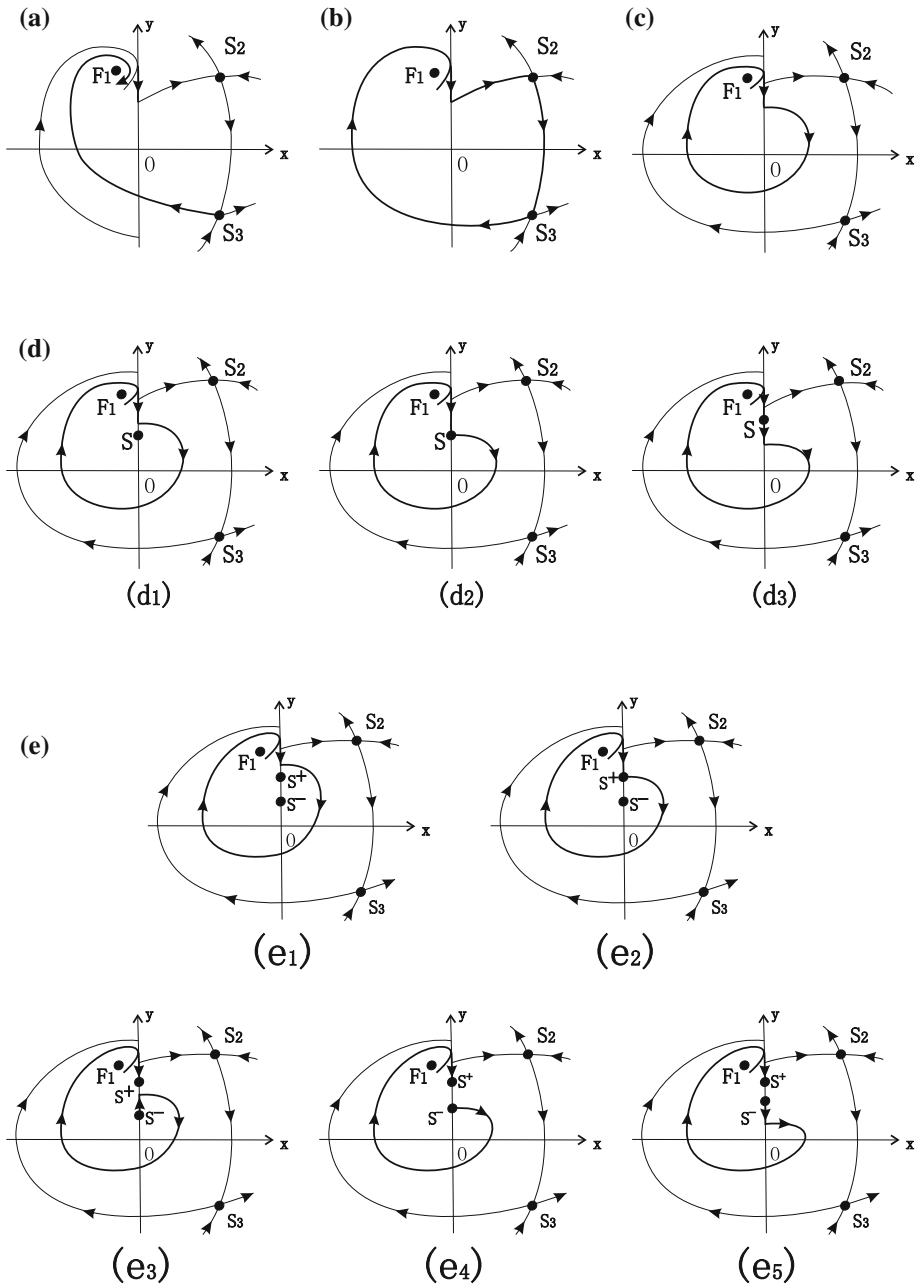 (a) y F1 S2 x 0 S3
(b) y F1 S2 x 0 S3
(c) y F1 S2 x 0 S3
(d) y F1 S2 S x 0 S3 (d1)
y F1 S2 S x 0 S3 (d2)
y F1 S2 S x 0 S3 (d3)
(e) y F1 S2 S+ S− x 0 S3 (e1)
y F1 S2 S+ S− x 0 S3 (e2)
y F1 S2 S+ S− x 0 S3 (e3)
y F1 S2 S+ S− x 0 S3 (e4)
y F1 S2 S+ S− x 0 S3 (e5)